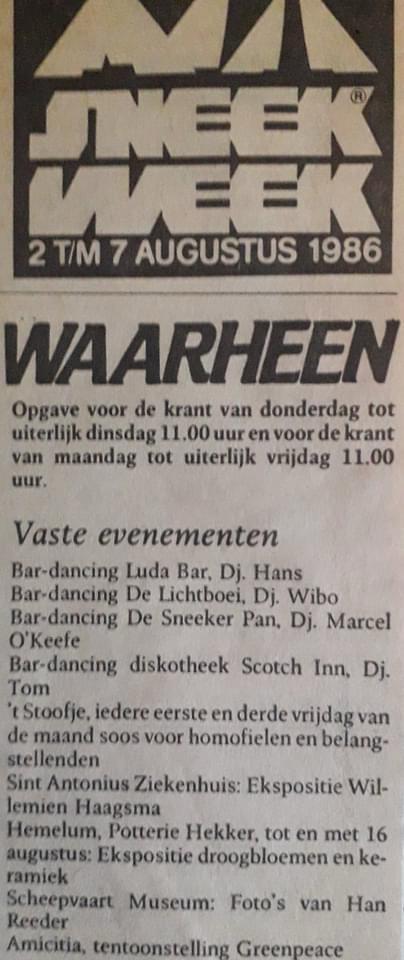 SNEEK®
WEEK
2 T/M 7 AUGUSTUS 1986
WAARHEEN
Opgave voor de krant van donderdag tot
uiterlijk dinsdag 11.00 uur en voor de krant
van maandag tot uiterlijk vrijdag 11.00
uur.
Vaste evenementen
Bar-dancing Luda Bar, Dj. Hans
Bar-dancing De Lichtboei, Dj. Wibo
Bar-dancing De Sneeker Pan, Dj. Marcel
O'Keefe
Bar-dancing diskotheek Scotch Inn, Dj.
Tom
't Stoofje, iedere eerste en derde vrijdag van
de maand soos voor homofielen en belang-
stellenden
Sint Antonius Ziekenhuis: Ekspositie Wil-
lemien Haagsma
Hemelum, Potterie Hekker, tot en met 16
augustus: Ekspositie droogbloemen en ke-
ramiek
Scheepvaart Museum: Foto's van Han
Reeder
Amicitia, tentoonstelling Greenpeace